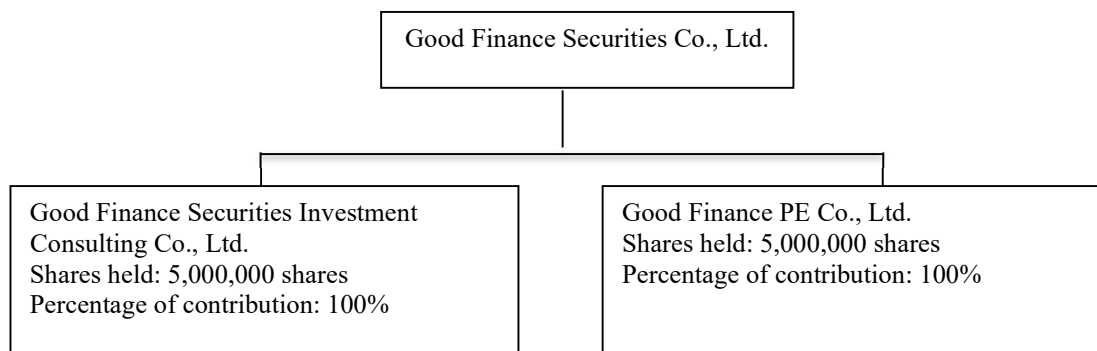 Good Finance Securities Co., Ltd.
Good Finance Securities Investment
Consulting Co., Ltd.
Shares held: 5,000,000 shares
Percentage of contribution: 100%
Good Finance PE Co., Ltd.
Shares held: 5,000,000 shares
Percentage of contribution: 100%